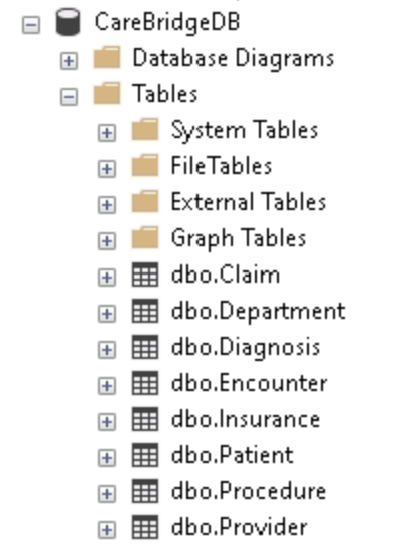 CareBridgeDB
Database Diagrams
Tables
System Tables
FileTables
External Tables
Graph Tables
dbo.Claim
dbo.Department
dbo.Diagnosis
dbo.Encounter
dbo.Insurance
dbo.Patient
dbo.Procedure
dbo.Provider